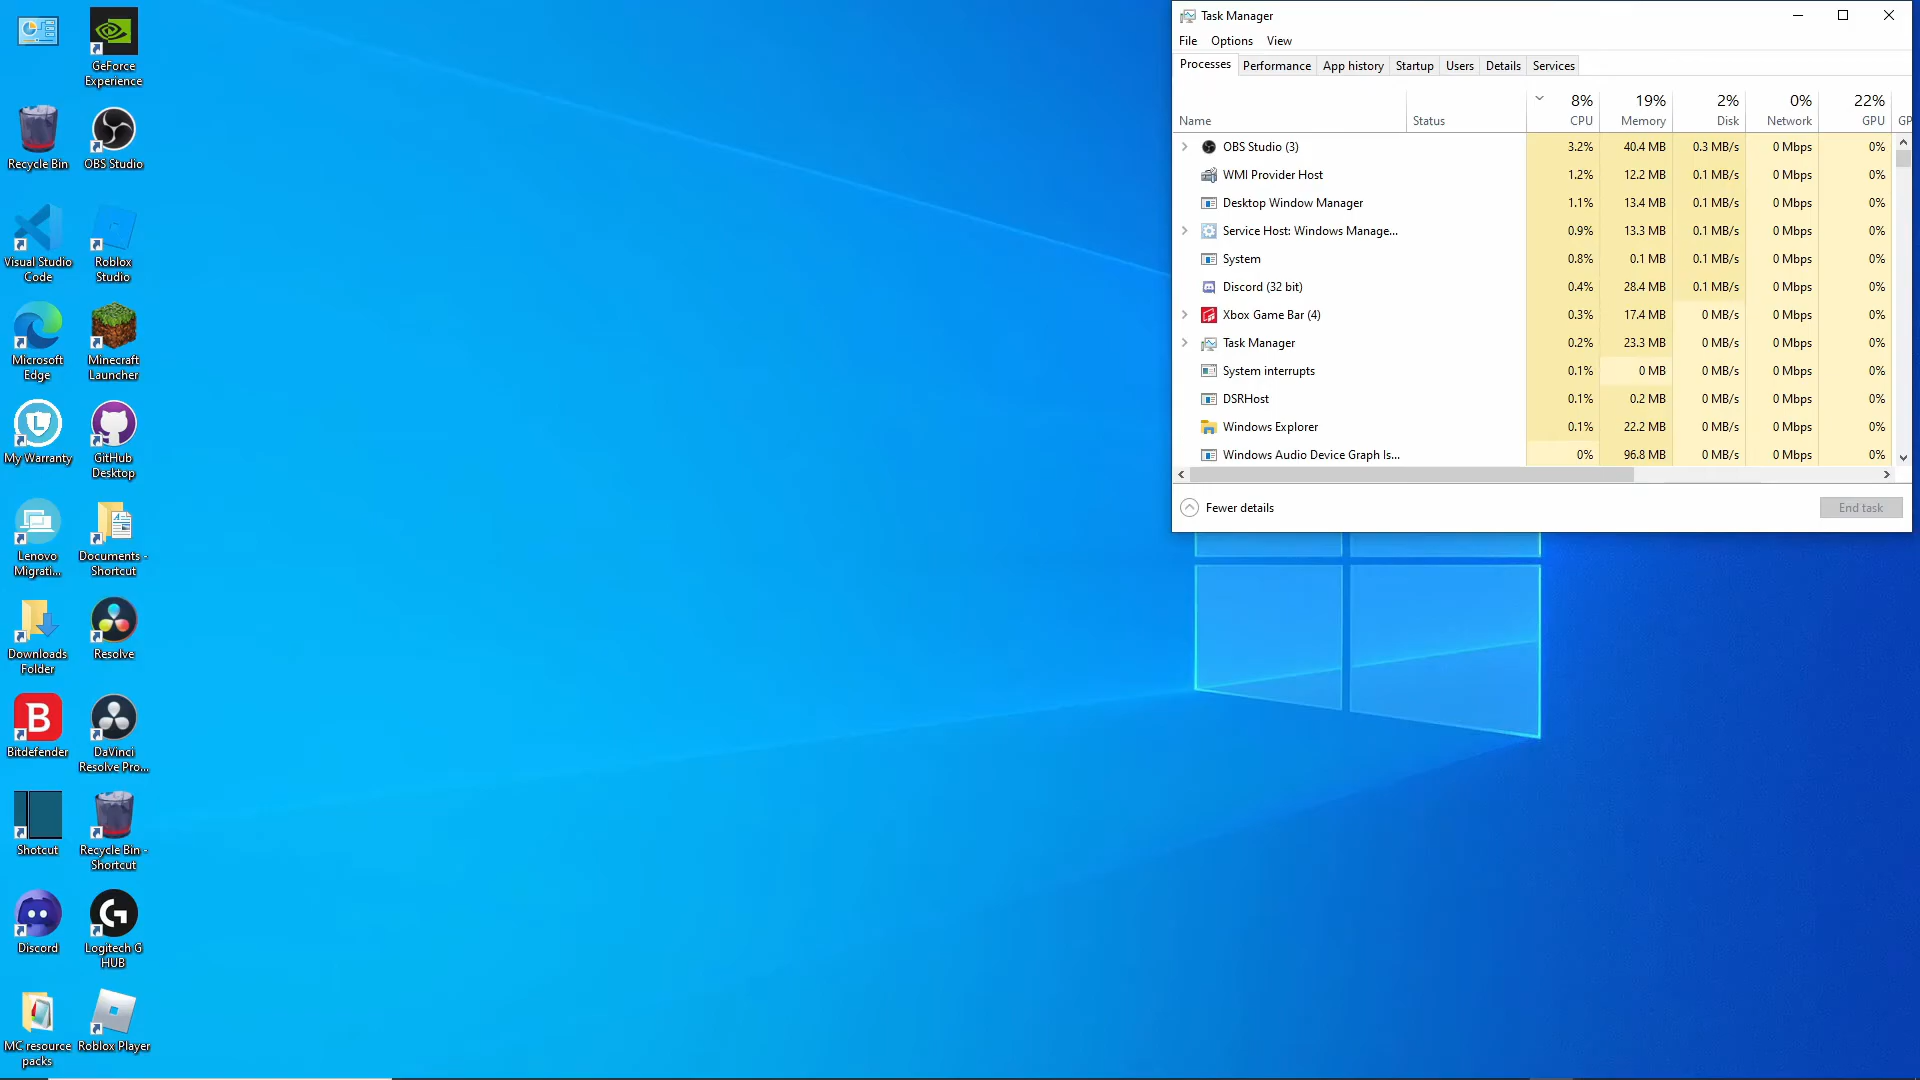 GeForce
Experience
Recycle Bin
OBS Studio
Visual Studio
Code
Roblox
Studio
Microsoft
Edge
Minecraft
Launcher
My Warranty
GitHub
Desktop
Lenovo
Migrati...
Documents -
Shortcut
Downloads
Folder
Resolve
Bitdefender
DaVinci
Resolve Pro...
Shotcut
Recycle Bin -
Shortcut
Discord
Logitech G
HUB
MC resource
packs
Roblox Player
Task Manager
File Options View
Processes Performance App history Startup Users Details Services
8% 19% 2% 0% 22%
Name Status CPU Memory Disk Network GPU GP
OBS Studio (3) 3.2% 40.4 MB 0.3 MB/s 0 Mbps 0%
WMI Provider Host 1.2% 12.2 MB 0.1 MB/s 0 Mbps 0%
Desktop Window Manager 1.1% 13.4 MB 0.1 MB/s 0 Mbps 0%
Service Host: Windows Manage... 0.9% 13.3 MB 0.1 MB/s 0 Mbps 0%
System 0.8% 0.1 MB 0.1 MB/s 0 Mbps 0%
Discord (32 bit) 0.4% 28.4 MB 0.1 MB/s 0 Mbps 0%
Xbox Game Bar (4) 0.3% 17.4 MB 0 MB/s 0 Mbps 0%
Task Manager 0.2% 23.3 MB 0 MB/s 0 Mbps 0%
System interrupts 0.1% 0 MB 0 MB/s 0 Mbps 0%
DSRHost 0.1% 0.2 MB 0 MB/s 0 Mbps 0%
Windows Explorer 0.1% 22.2 MB 0 MB/s 0 Mbps 0%
Windows Audio Device Graph Is... 0% 96.8 MB 0 MB/s 0 Mbps 0%
Fewer details
End task